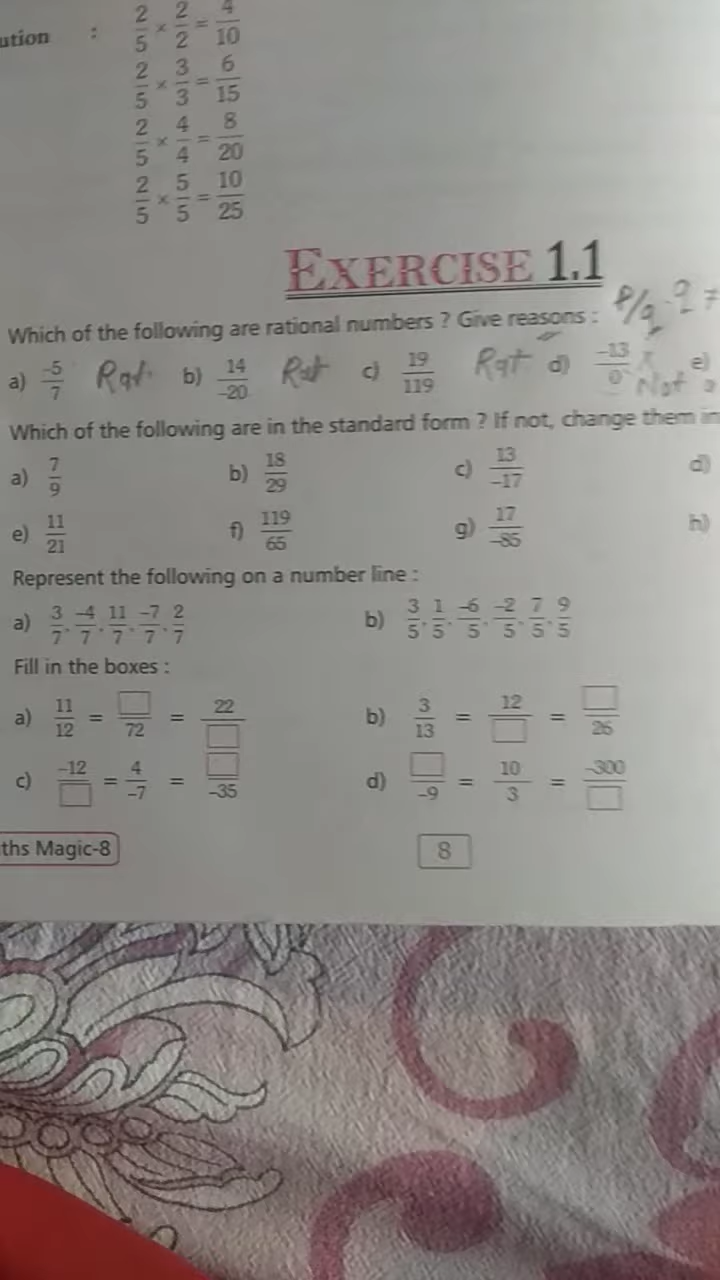 ution : 2/5 × 2/2 = 4/10
2/5 × 3/3 = 6/15
2/5 × 4/4 = 8/20
2/5 × 5/5 = 10/25
EXERCISE 1.1
Which of the following are rational numbers ? Give reasons : P/q
a) -5/7 Rat. b) 14/-20 Rat c) 19/119 Rat d) -13/0 Not e)
Which of the following are in the standard form ? If not, change them in
a) 7/9 b) 18/29 c) 13/-17 d)
e) 11/21 f) 119/65 g) 17/-85 h)
Represent the following on a number line :
a) 3/7, -4/7, 11/7, -7/7, 2/7 b) 3/5, 1/5, -6/5, -2/5, 7/5, 9/5
Fill in the boxes :
a) 11/12 = □/72 = 22/□ b) 3/13 = 12/□ = □/26
c) -12/□ = 4/-7 = □/-35 d) □/-9 = 10/3 = -300/□
ths Magic-8 8